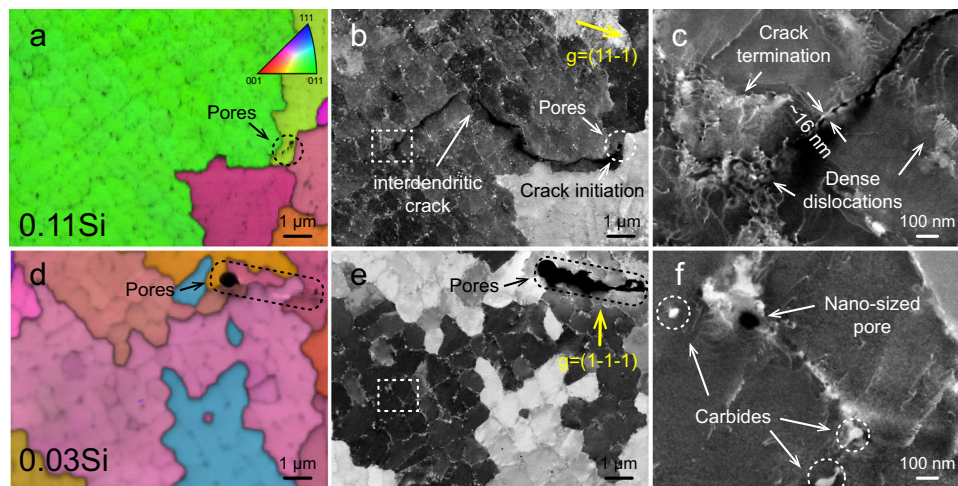 a
111
001
011
Pores
0.11Si
1 µm
b
g=(11-1)
Pores
interdendritic
crack
Crack initiation
1 µm
c
Crack
termination
~16 nm
Dense
dislocations
100 nm
d
Pores
0.03Si
1 µm
e
Pores
g=(1-1-1)
1 µm
f
Nano-sized
pore
Carbides
100 nm